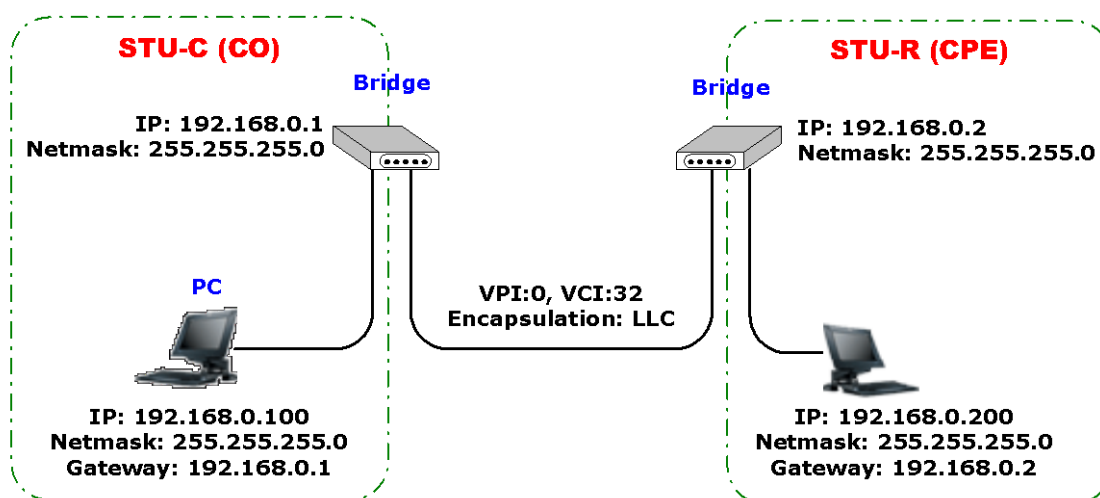 STU-C (CO)
STU-R (CPE)
Bridge
Bridge
IP: 192.168.0.1
Netmask: 255.255.255.0
IP: 192.168.0.2
Netmask: 255.255.255.0
PC
VPI:0, VCI:32
Encapsulation: LLC
IP: 192.168.0.100
Netmask: 255.255.255.0
Gateway: 192.168.0.1
IP: 192.168.0.200
Netmask: 255.255.255.0
Gateway: 192.168.0.2